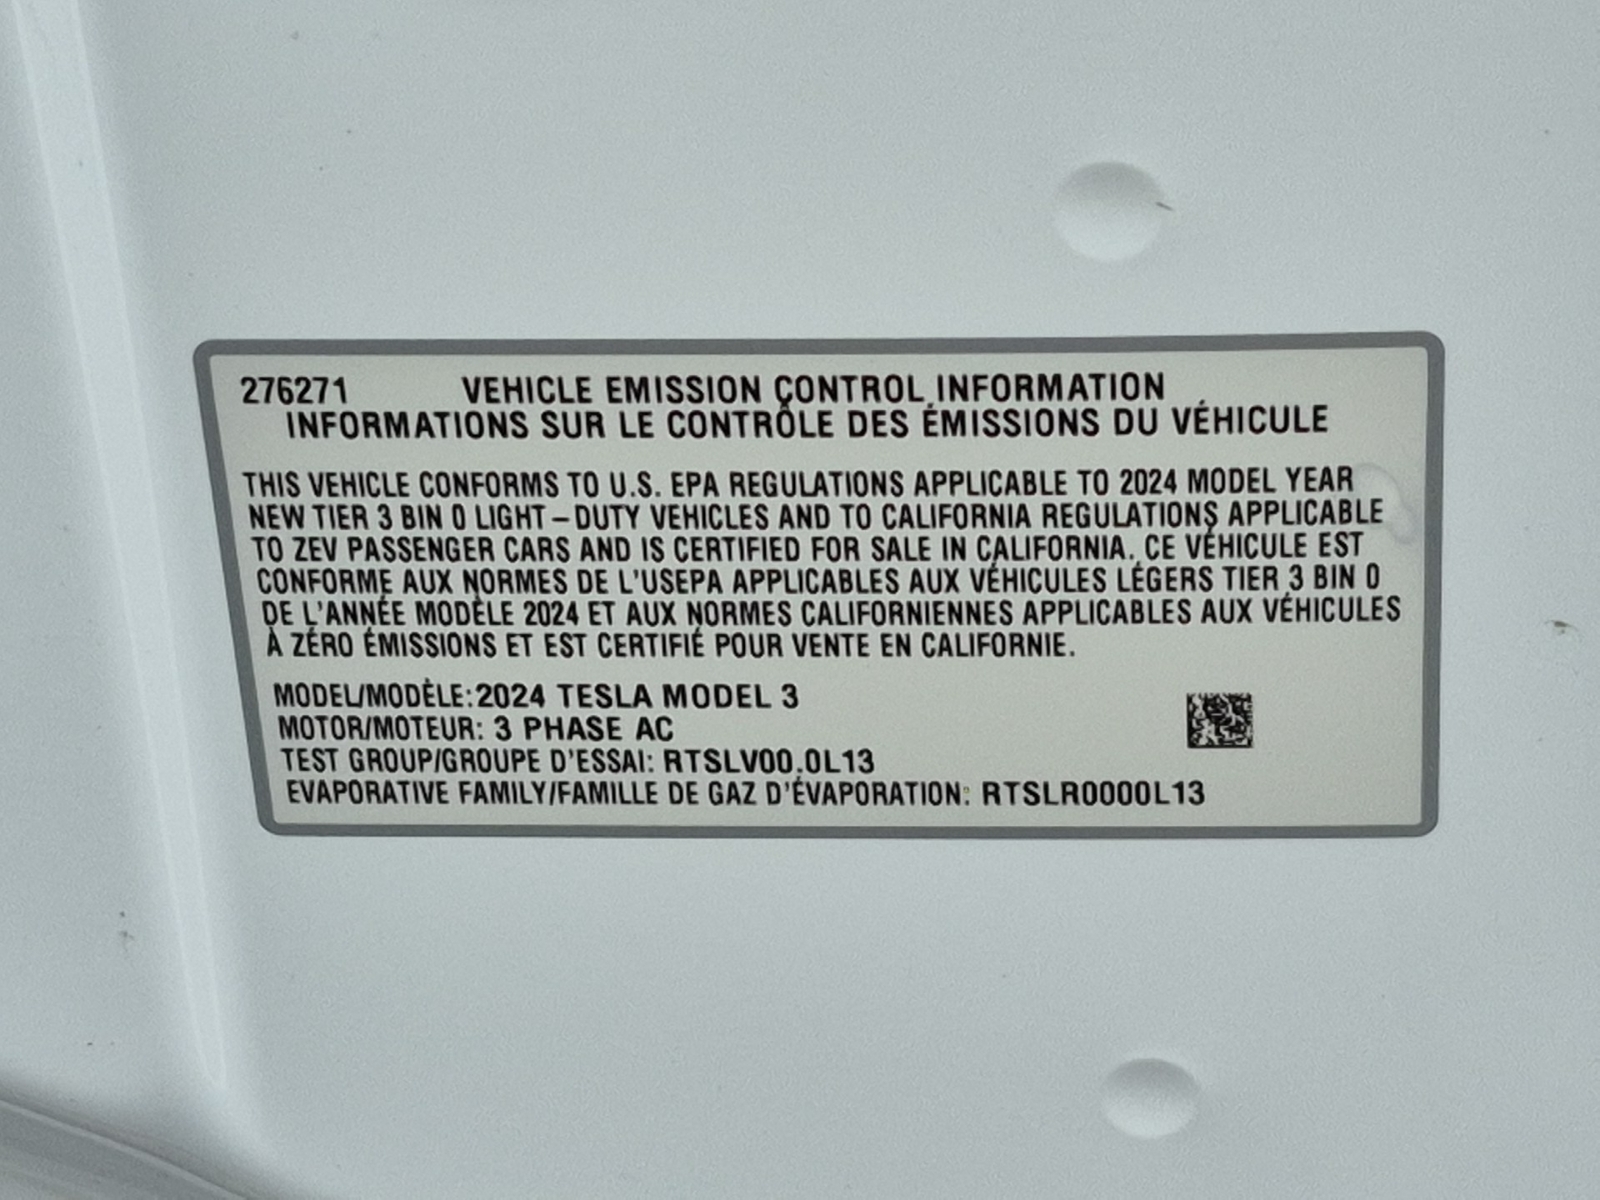 276271 VEHICLE EMISSION CONTROL INFORMATION
INFORMATIONS SUR LE CONTRÔLE DES ÉMISSIONS DU VÉHICULE
THIS VEHICLE CONFORMS TO U.S. EPA REGULATIONS APPLICABLE TO 2024 MODEL YEAR
NEW TIER 3 BIN 0 LIGHT-DUTY VEHICLES AND TO CALIFORNIA REGULATIONS APPLICABLE
TO ZEV PASSENGER CARS AND IS CERTIFIED FOR SALE IN CALIFORNIA. CE VÉHICULE EST
CONFORME AUX NORMES DE L'USEPA APPLICABLES AUX VÉHICULES LÉGERS TIER 3 BIN 0
DE L'ANNÉE MODÈLE 2024 ET AUX NORMES CALIFORNIENNES APPLICABLES AUX VÉHICULES
À ZÉRO ÉMISSIONS ET EST CERTIFIÉ POUR VENTE EN CALIFORNIE.
MODEL/MODÈLE:2024 TESLA MODEL 3
MOTOR/MOTEUR: 3 PHASE AC
TEST GROUP/GROUPE D'ESSAI: RTSLV00.0L13
EVAPORATIVE FAMILY/FAMILLE DE GAZ D'ÉVAPORATION: RTSLR0000L13